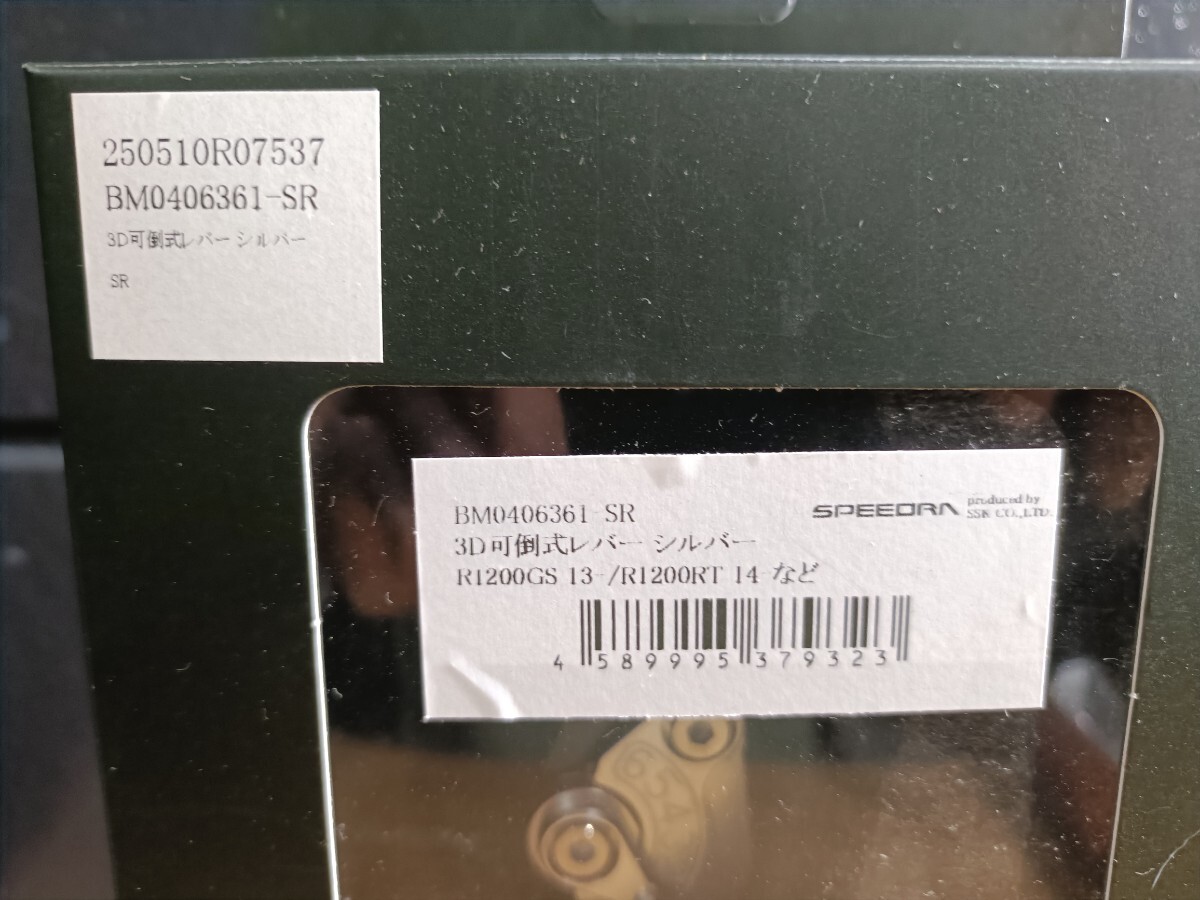 250510R07537
BM0406361-SR
3D可倒式レバー シルバー
SR
BM0406361-SR
SPEEDRA
produced by
SSK CO.,LTD.
3D可倒式レバー シルバー
R1200GS 13-/R1200RT 14-など
4 589995 379323
654